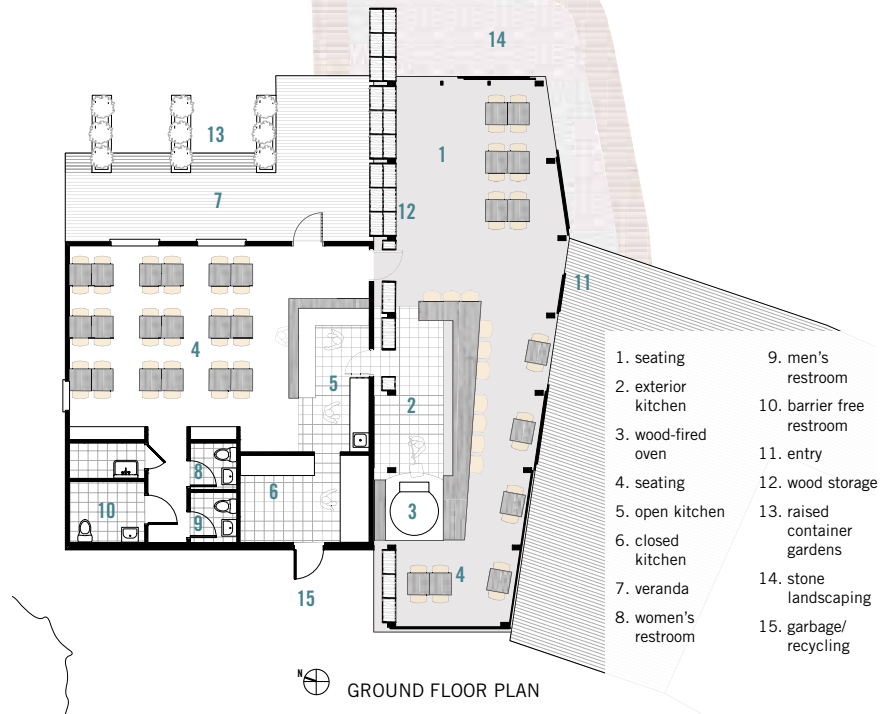 14
13
1
7
12
11
4
5
2
8
6
10
9
3
4
15
1. seating
2. exterior
kitchen
3. wood-fired
oven
4. seating
5. open kitchen
6. closed
kitchen
7. veranda
8. women's
restroom
9. men's
restroom
10. barrier free
restroom
11. entry
12. wood storage
13. raised
container
gardens
14. stone
landscaping
15. garbage/
recycling
N
GROUND FLOOR PLAN